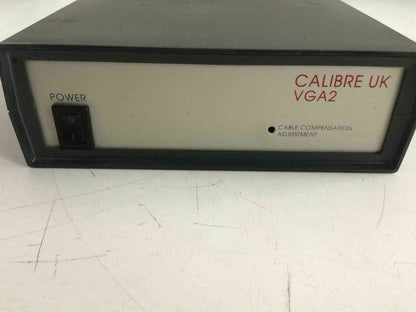 CALIBRE UK
VGA2
POWER
CABLE COMPENSATION
ADJUSTMENT